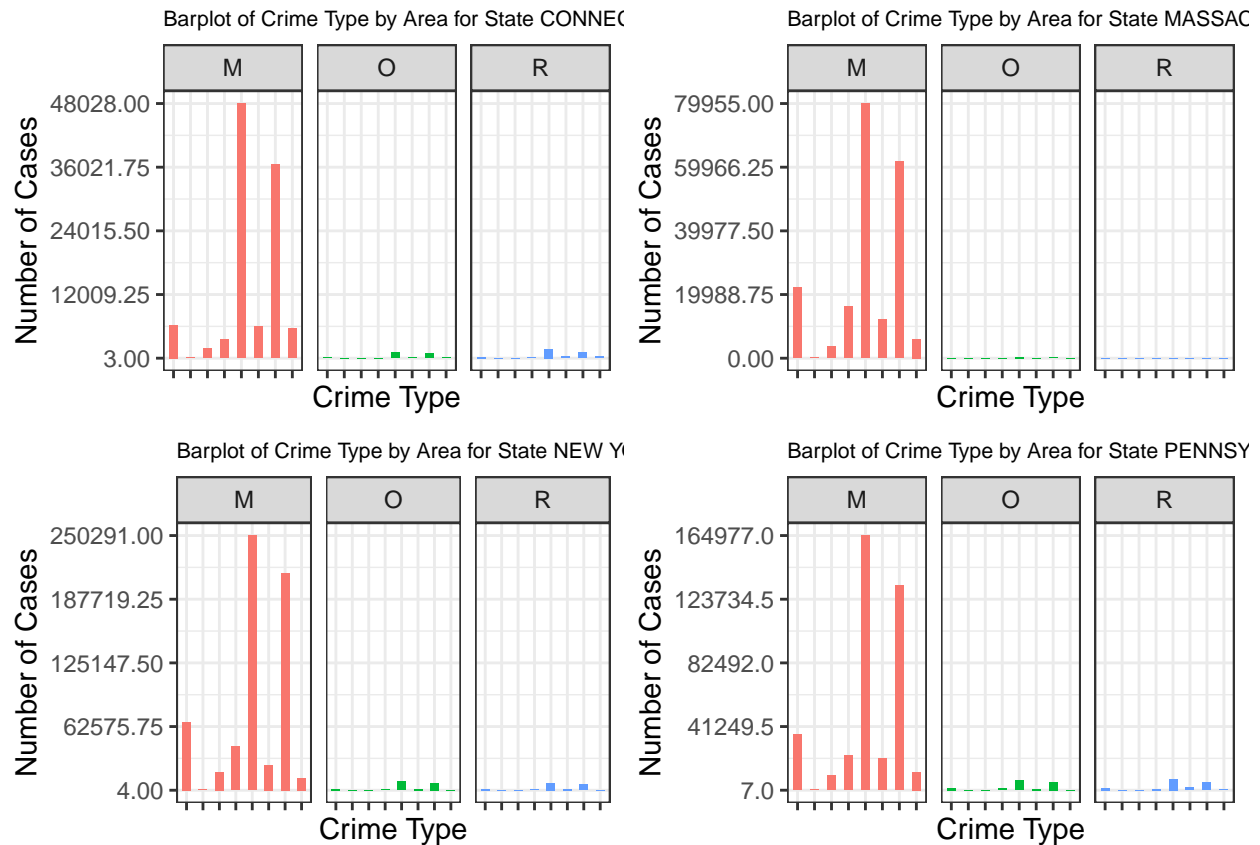 Barplot of Crime Type by Area for State CONNEC
M O R
Number of Cases
48028.00
36021.75
24015.50
12009.25
3.00
Crime Type
Barplot of Crime Type by Area for State MASSAC
M O R
Number of Cases
79955.00
59966.25
39977.50
19988.75
0.00
Crime Type
Barplot of Crime Type by Area for State NEW YO
M O R
Number of Cases
250291.00
187719.25
125147.50
62575.75
4.00
Crime Type
Barplot of Crime Type by Area for State PENNSY
M O R
Number of Cases
164977.0
123734.5
82492.0
41249.5
7.0
Crime Type